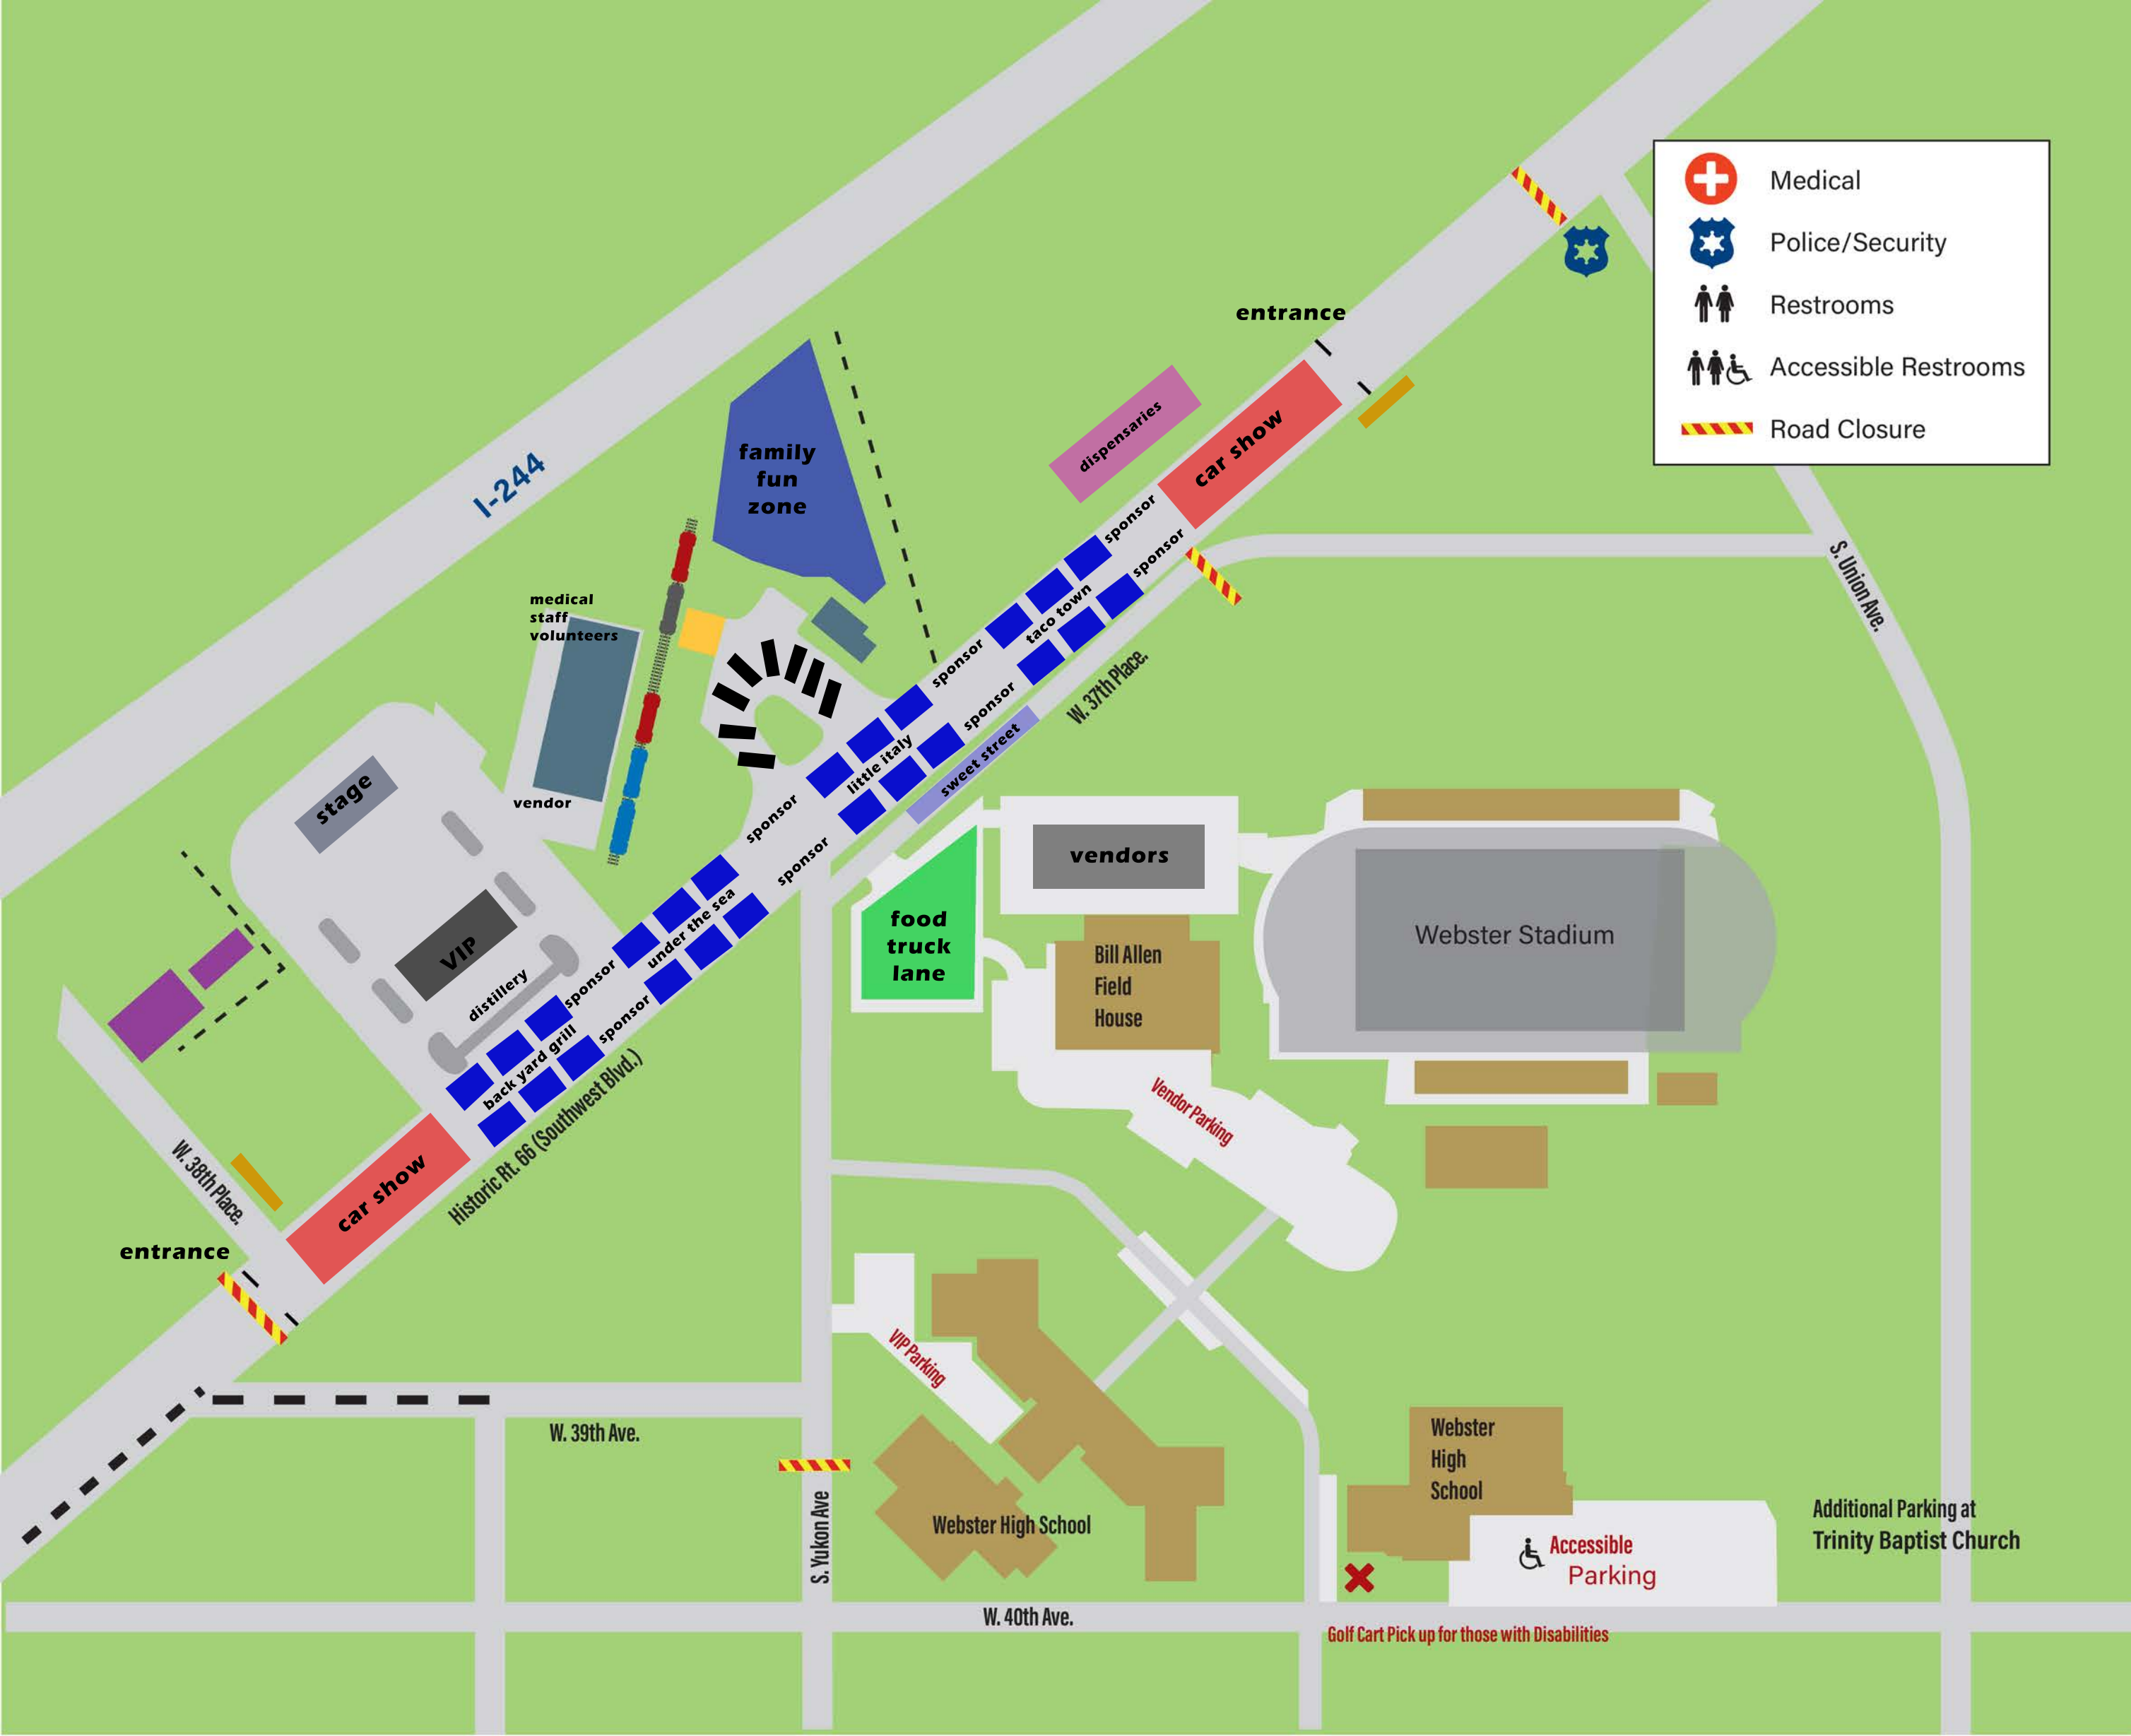 Medical
Police/Security
Restrooms
Accessible Restrooms
Road Closure
entrance
I-244
family
fun
zone
dispensaries
car show
sponsor
sponsor
taco town
S. Union Ave.
medical
staff
volunteers
vendor
sponsor
sponsor
W. 37th Place.
little italy
sweet street
stage
sponsor
sponsor
vendors
food
truck
lane
Webster Stadium
Bill Allen
Field
House
VIP
distillery
under the sea
sponsor
sponsor
back yard grill
Historic Rt. 66 (Southwest Blvd.)
Vendor Parking
W. 38th Place.
car show
entrance
VIP Parking
W. 39th Ave.
S. Yukon Ave
Webster High School
Webster
High
School
Accessible
Parking
Additional Parking at
Trinity Baptist Church
W. 40th Ave.
Golf Cart Pick up for those with Disabilities